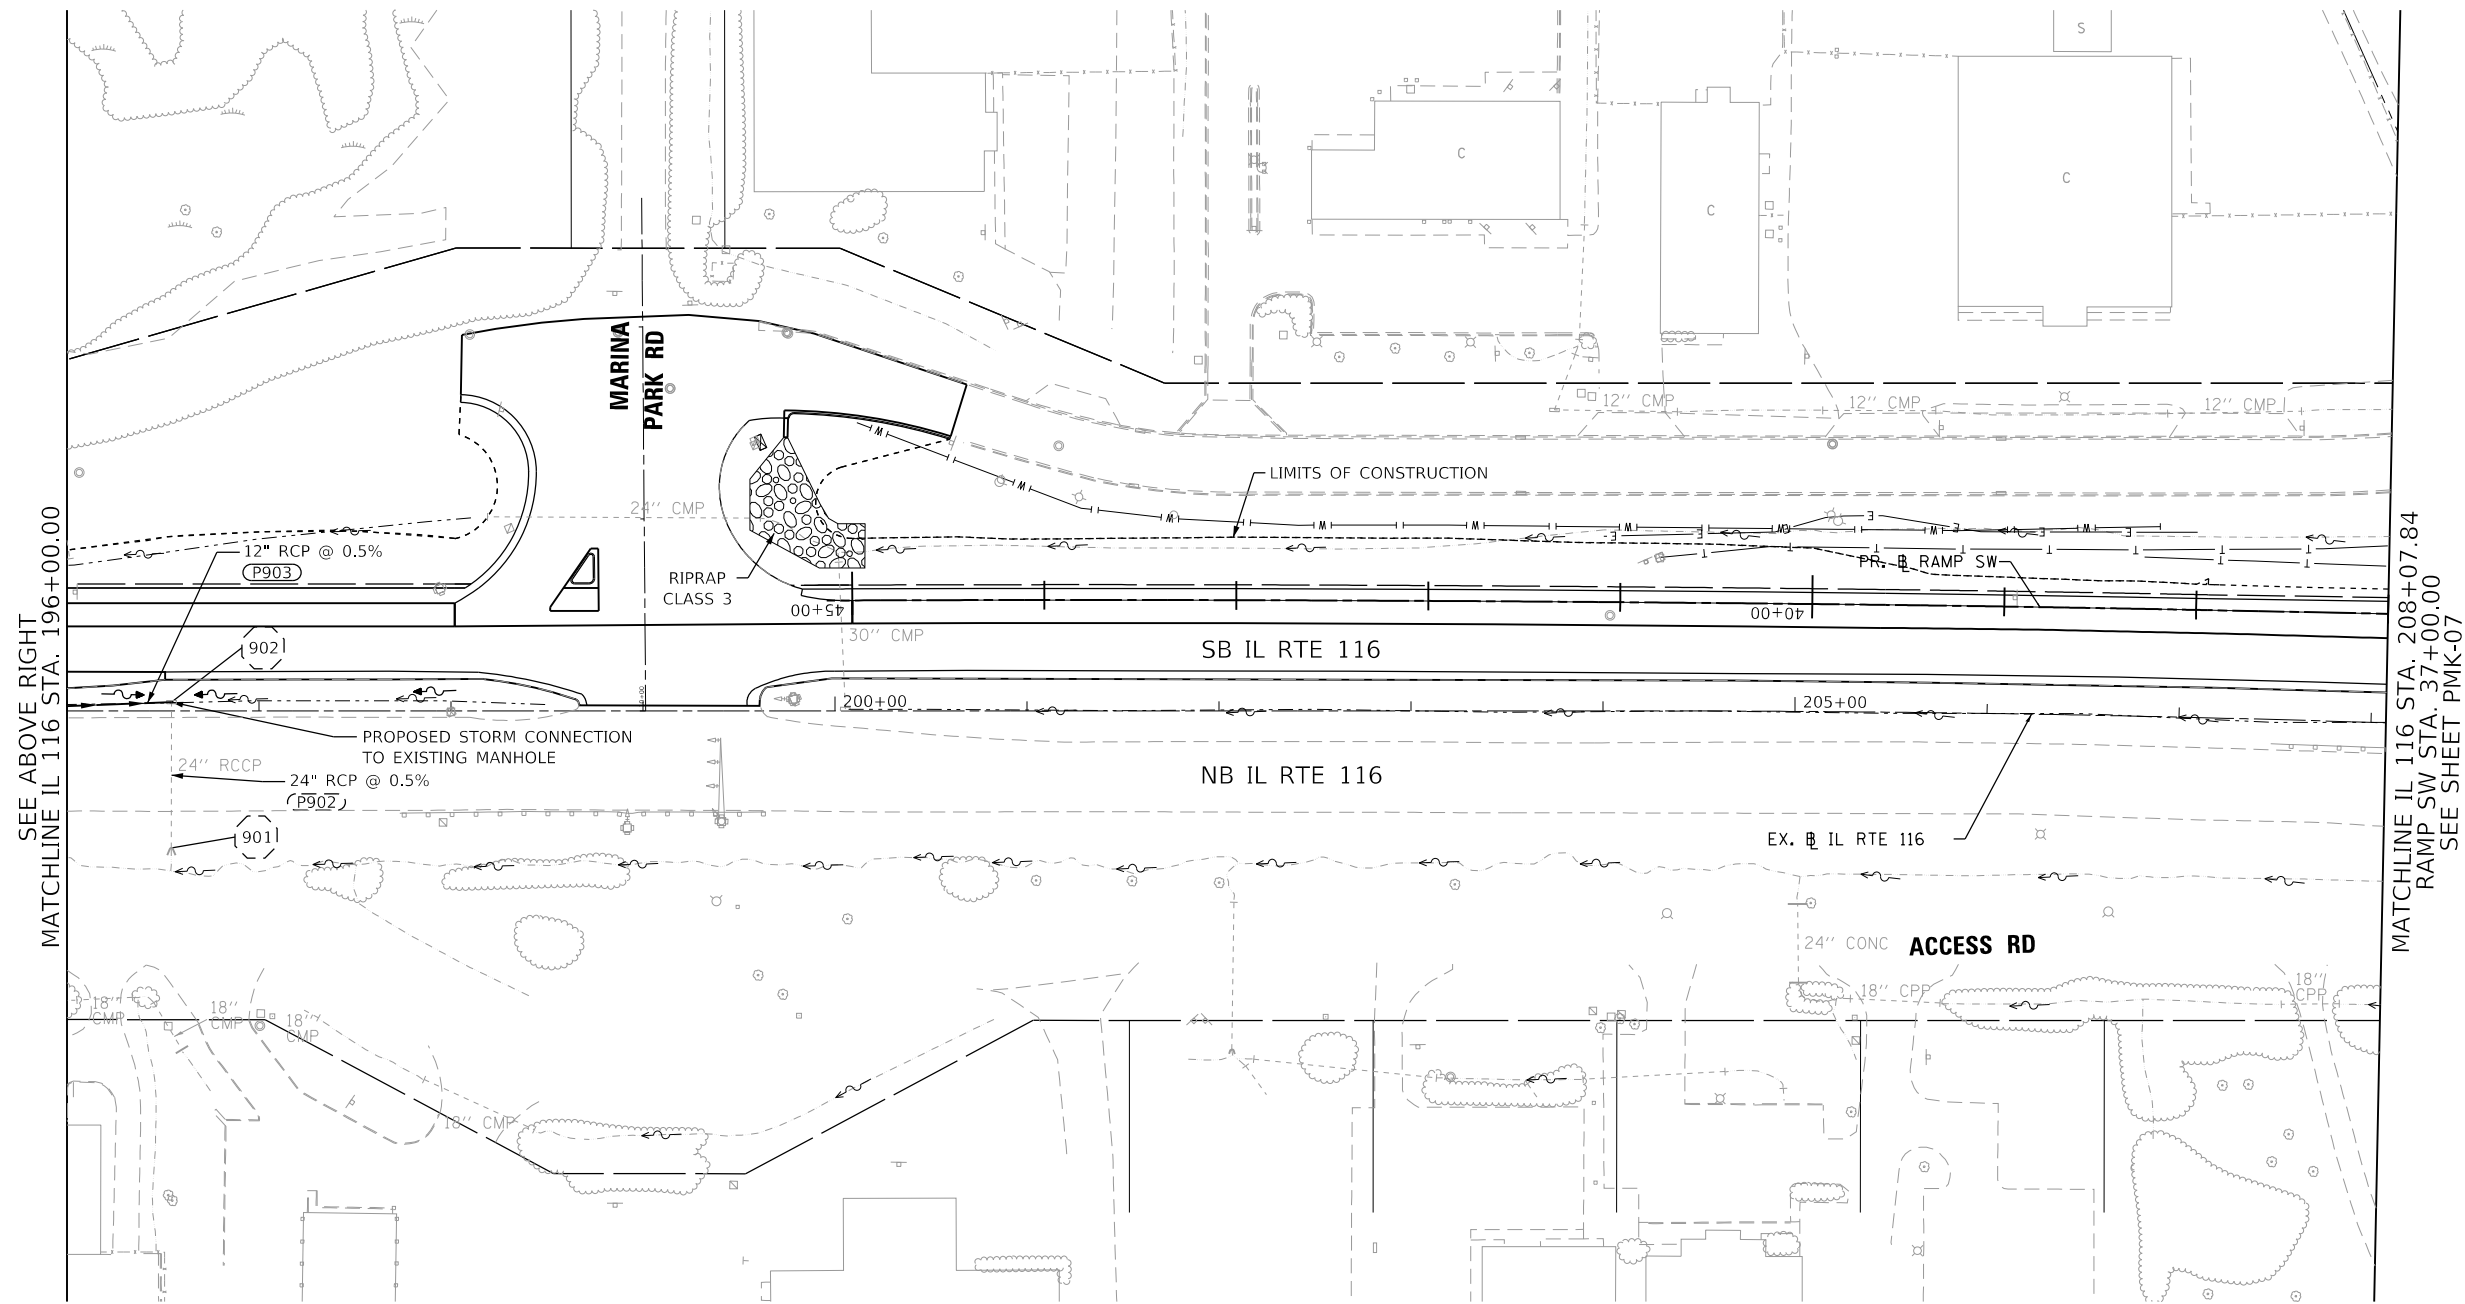 SEE ABOVE RIGHT
MATCHLINE IL 116 STA. 196+00.00
S
C
C
C
MARINA
PARK RD
12'' CMP
12'' CMP
12'' CMP
LIMITS OF CONSTRUCTION
24'' CMP
12" RCP @ 0.5%
P903
RIPRAP
CLASS 3
PR. BL RAMP SW
45+00
40+00
30'' CMP
902
SB IL RTE 116
200+00
205+00
PROPOSED STORM CONNECTION
TO EXISTING MANHOLE
24'' RCCP
24" RCP @ 0.5%
P902
NB IL RTE 116
901
EX. BL IL RTE 116
24'' CONC
ACCESS RD
18''
CMP
18''
CMP
18''
CMP
18'' CPP
18''
CPP
18'' CMP
W
W
W
W
W
W
W
W
E
E
E
E
E
T
T
T
T
T
T
T
T
MATCHLINE IL 116 STA. 208+07.84
RAMP SW STA. 37+00.00
SEE SHEET PMK-07